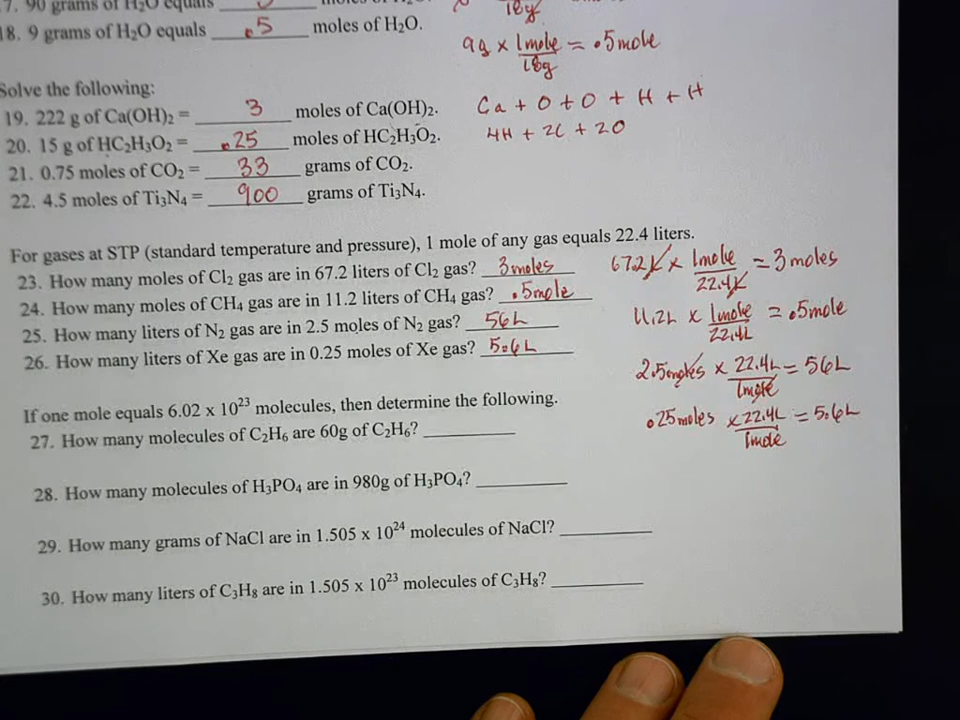 7. 90 grams of H₂O equals
18. 9 grams of H₂O equals .5 moles of H₂O.
18g
9g x 1mole/18g = .5mole
Solve the following:
19. 222 g of Ca(OH)₂ = 3 moles of Ca(OH)₂.
Ca + O + O + H + H
20. 15 g of HC₂H₃O₂ = .25 moles of HC₂H₃O₂.
4H + 2C + 2O
21. 0.75 moles of CO₂ = 33 grams of CO₂.
22. 4.5 moles of Ti₃N₄ = 900 grams of Ti₃N₄.
For gases at STP (standard temperature and pressure), 1 mole of any gas equals 22.4 liters.
23. How many moles of Cl₂ gas are in 67.2 liters of Cl₂ gas? 3moles
67.2L x 1mole/22.4L = 3moles
24. How many moles of CH₄ gas are in 11.2 liters of CH₄ gas? .5mole
11.2L x 1mole/22.4L = .5mole
25. How many liters of N₂ gas are in 2.5 moles of N₂ gas? 56L
2.5moles x 22.4L/1mole = 56L
26. How many liters of Xe gas are in 0.25 moles of Xe gas? 5.6L
.25moles x 22.4L/1mole = 5.6L
If one mole equals 6.02 x 10²³ molecules, then determine the following.
27. How many molecules of C₂H₆ are 60g of C₂H₆?
28. How many molecules of H₃PO₄ are in 980g of H₃PO₄?
29. How many grams of NaCl are in 1.505 x 10²⁴ molecules of NaCl?
30. How many liters of C₃H₈ are in 1.505 x 10²³ molecules of C₃H₈?